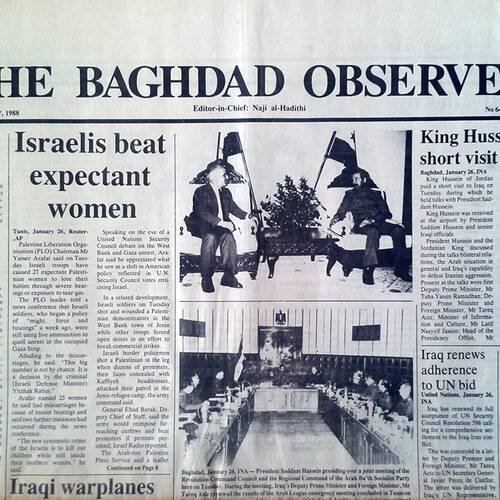 HE BAGHDAD OBSERVE
7, 1988
Editor-in-Chief: Naji al-Hadithi
No 6
Israelis beat
expectant
women
Tunis, January 26, Reuter-
AP
Palestine Liberation Orga-
nisation (PLO) Chairman Mr
Yasser Arafat said on Tues-
day Israeli troops have
caused 27 expectant Palesti-
nian women to lose their
babies through severe beat-
ings or exposure to tear-gas.
The PLO leader told a
news conference that Israeli
soldiers, who began a policy
of "might, force and
beatings" a week ago, were
still using live ammunition to
quell unrest in the occupied
Gaza Strip.
Alluding to the miscar-
riages, he said: "This big
number is not by chance. It
is a decision by criminal
(Israeli Defence Minister)
Yitzhak Rabin."
Arafat named 25 women
he said had miscarriages be-
cause of recent beatings and
said two further instances had
occurred during the news
conference.
"The new systematic crime
of the Israelis is to kill our
children while still inside
their mothers' wombs," he
said.
Speaking on the eve of a
United Nations Security
Council debate on the West
Bank and Gaza unrest, Ara-
fat said he appreciated what
he saw as a shift in American
policy reflected in U.N.
Security Council votes criti-
cising Israel.
In a related development,
Israeli soldiers on Tuesday
shot and wounded a Palesti-
nian demonstrators in the
West Bank town of Jenin
while other troops forced
open stores in an effort to
break commercial strikes.
Israeli border policemen
shot a Palestinian in the leg
when dozens of protesters,
their faces concealed with
Kuffiyeh headdresses,
attacked their patrol in the
Jenin refugee camp, the army
command said.
General Ehud Barak, De-
puty Chief of Staff, said the
army would reimpose far-
reaching curfews and beat
protesters if protests per-
sisted, Israel Radio reported.
The Arab-run Palestine
Press Service said a leaflet
Continued on Page 8
Iraqi warplanes
Baghdad, January 26, INA — President Saddam Hussein presiding over a joint meeting of the
Revolution Command Council and the Regional Command of the Arab Ba'th Socialist Party
here on Tuesday. During the meeting, Iraq's Deputy Prime Minister and Foreign Minister, Mr
Tareq Aziz reviewed the results of the Arab League emergency meeting concluded in Tunis
King Huss
short visit
Baghdad, January 26, INA
King Hussein of Jordan
paid a short visit to Iraq on
Tuesday during which he
held talks with President Sad-
dam Hussein.
King Hussein was received
at the airport by President
Saddam Hussein and senior
Iraqi officials.
President Hussein and the
Jordanian King discussed
during the talks bilateral rela-
tions, the Arab situation in
general and Iraq's capability
to defeat Iranian aggression.
Present at the talks were first
Deputy Prime Minister, Mr
Taha Yassin Ramadhan; De-
puty Prime Minister and
Foreign Minister, Mr Tareq
Aziz; Minister of Informa-
tion and Culture, Mr Latif
Nsayyif Jasim; Head of the
Presidency Office, Mr
Iraq renews
adherence
to UN bid
United Nations, January 26,
INA
Iraq has renewed its full
acceptance of UN Security
Council Resolution 598 call-
ing for a comprehensive set-
tlement to the Iraq-Iran con-
flict.
This was conveyed in a let-
ter by Deputy Premier and
Foreign Minister, Mr Tareq
Aziz to UN Secretary Gener-
al Javier Perez de Cuellar.
The letter was delivered by
Iraq's UN Representative